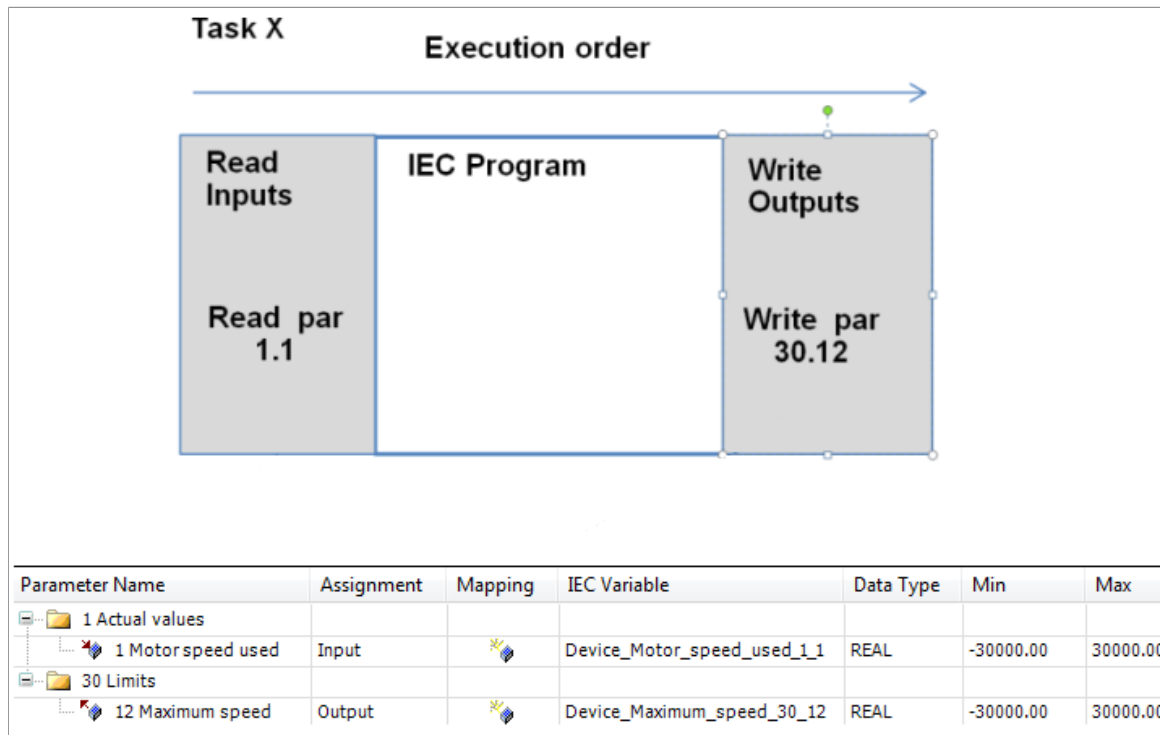 Task X
Execution order
Read
Inputs
IEC Program
Write
Outputs
Read par
1.1
Write par
30.12
Parameter Name Assignment Mapping IEC Variable Data Type Min Max
1 Actual values
1 Motor speed used Input Device_Motor_speed_used_1_1 REAL -30000.00 30000.00
30 Limits
12 Maximum speed Output Device_Maximum_speed_30_12 REAL -30000.00 30000.00